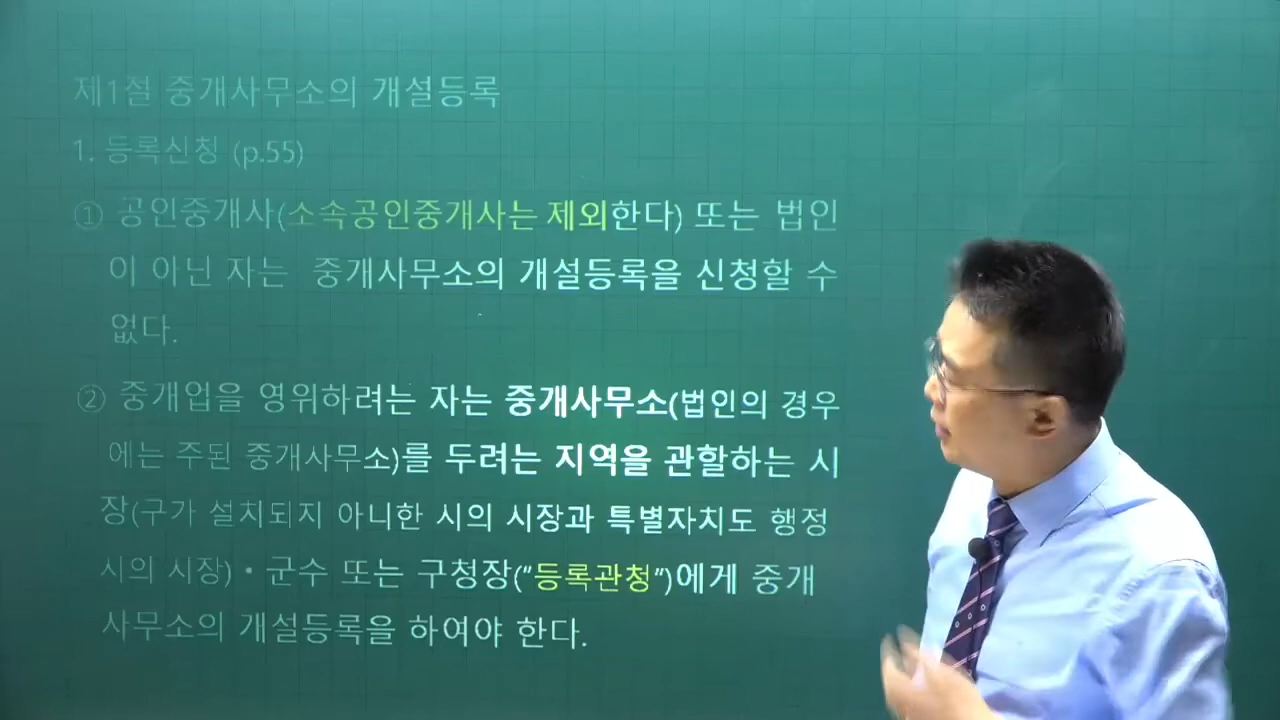 제1절 중개사무소의 개설등록
1. 등록신청 (p.55)
① 공인중개사(소속공인중개사는 제외한다) 또는 법인
이 아닌 자는 중개사무소의 개설등록을 신청할 수
없다.
② 중개업을 영위하려는 자는 중개사무소(법인의 경우
에는 주된 중개사무소)를 두려는 지역을 관할하는 시
장(구가 설치되지 아니한 시의 시장과 특별자치도 행정
시의 시장)•군수 또는 구청장(“등록관청”)에게 중개
사무소의 개설등록을 하여야 한다.